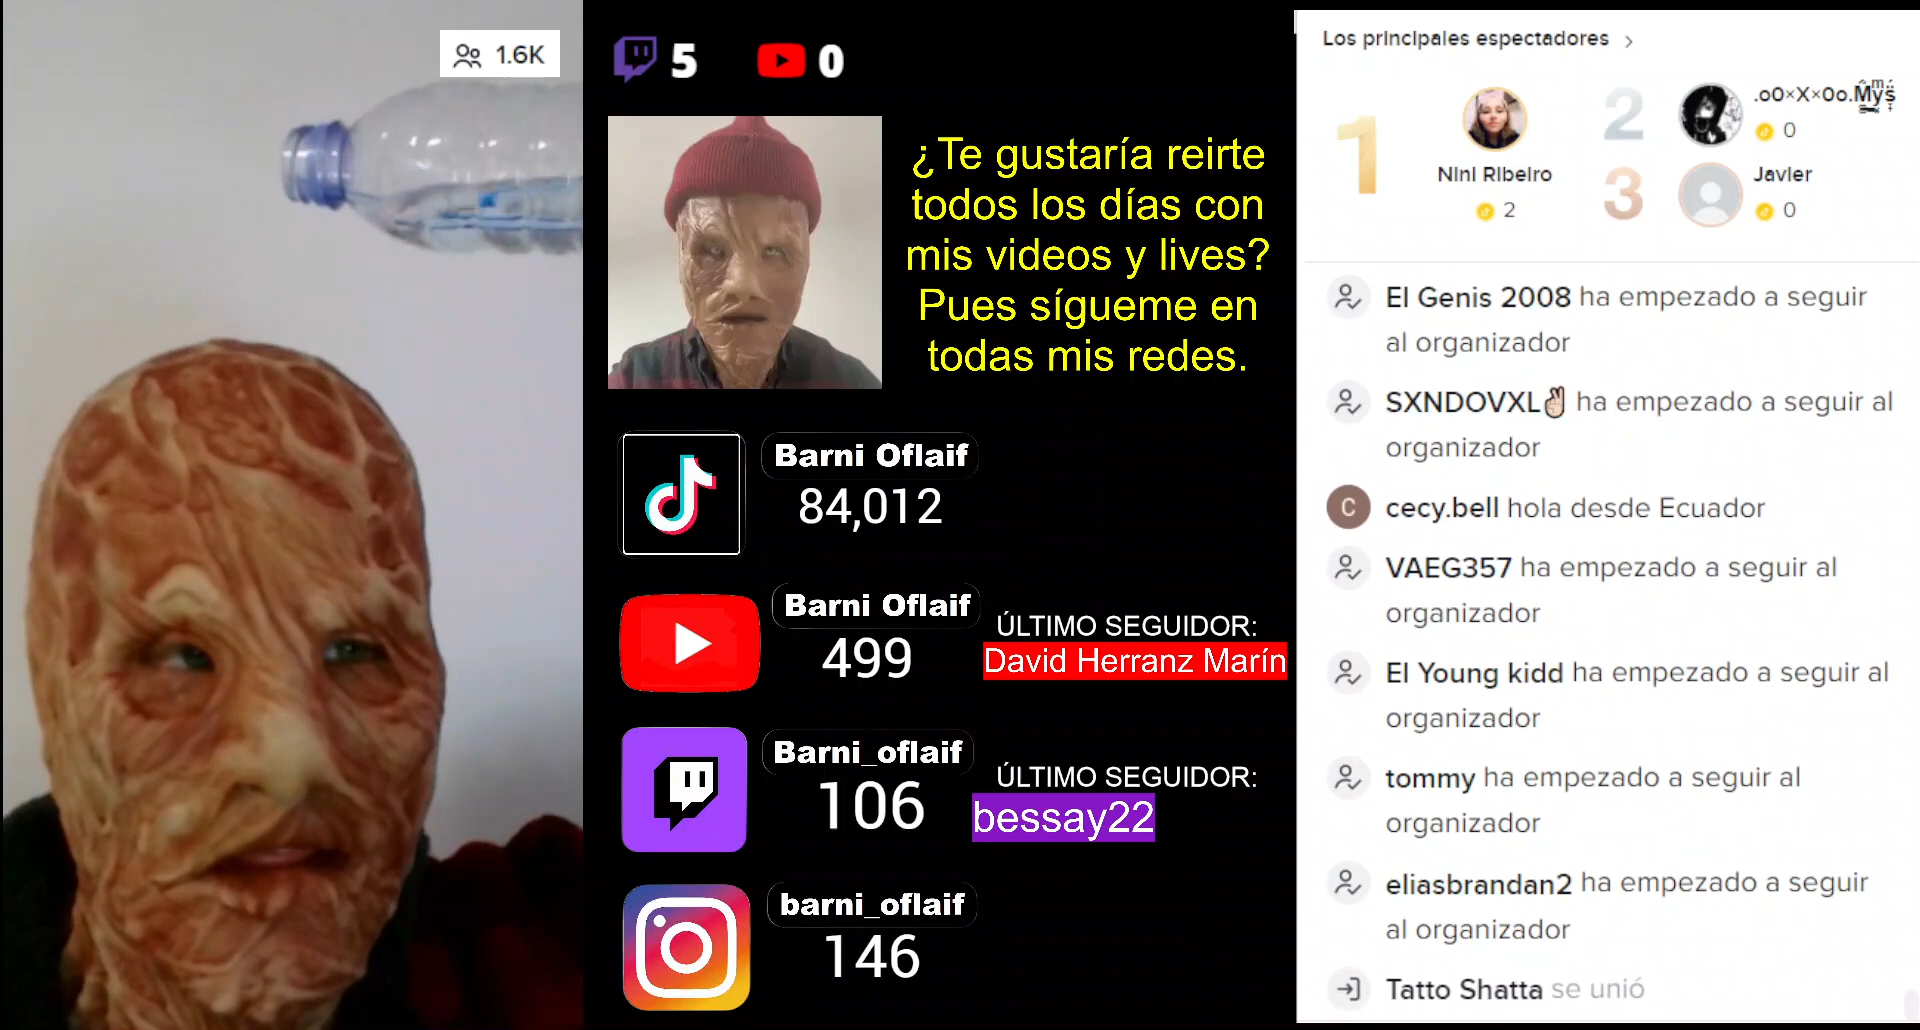 1.6K
5
0
¿Te gustaría reirte
todos los días con
mis videos y lives?
Pues sígueme en
todas mis redes.
Barni Oflaif
84,012
Barni Oflaif
499
ÚLTIMO SEGUIDOR:
David Herranz Marín
Barni_oflaif
106
ÚLTIMO SEGUIDOR:
bessay22
barni_oflaif
146
Los principales espectadores
1
Nini Ribeiro
2
2
.oO×X×Oo.
0
3
Javier
0
El Genis 2008 ha empezado a seguir
al organizador
SXNDOVXL✌🏻 ha empezado a seguir al
organizador
C
cecy.bell hola desde Ecuador
VAEG357 ha empezado a seguir al
organizador
El Young kidd ha empezado a seguir al
organizador
tommy ha empezado a seguir al
organizador
eliasbrandan2 ha empezado a seguir
al organizador
Tatto Shatta se unió